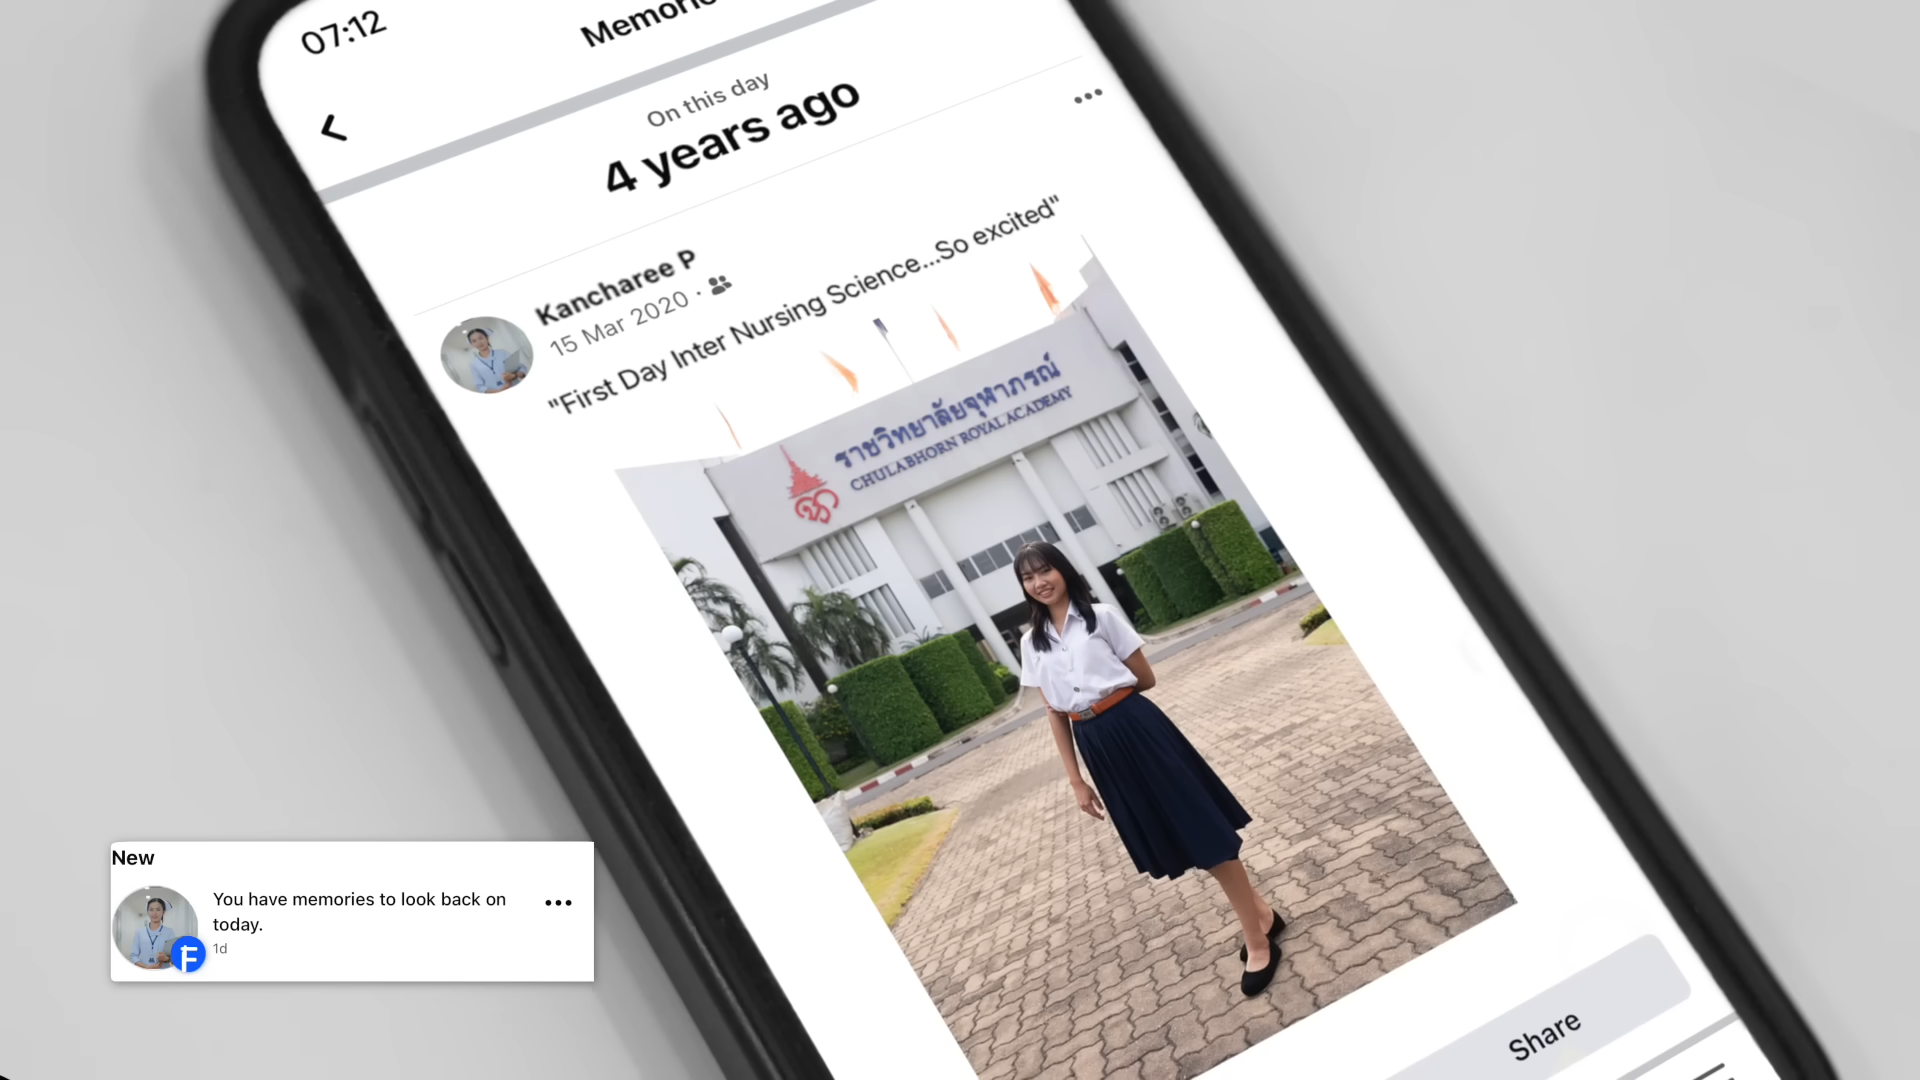 07:12
On this day
4 years ago
Kancharee P
15 Mar 2020 ·
"First Day Inter Nursing Science...So excited"
ราชวิทยาลัยจุฬาภรณ์
CHULABHORN ROYAL ACADEMY
Share
New
You have memories to look back on
today.
1d